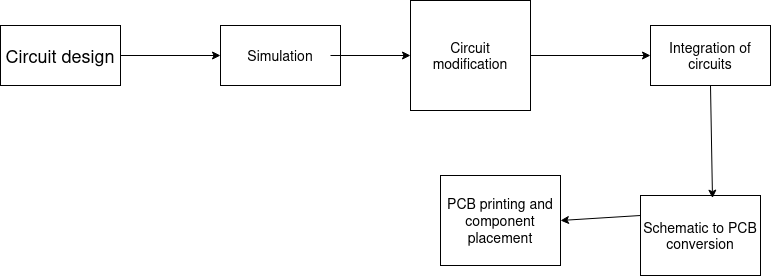 Circuit design
Simulation
Circuit
modification
Integration of
circuits
Schematic to PCB
conversion
PCB printing and
component
placement